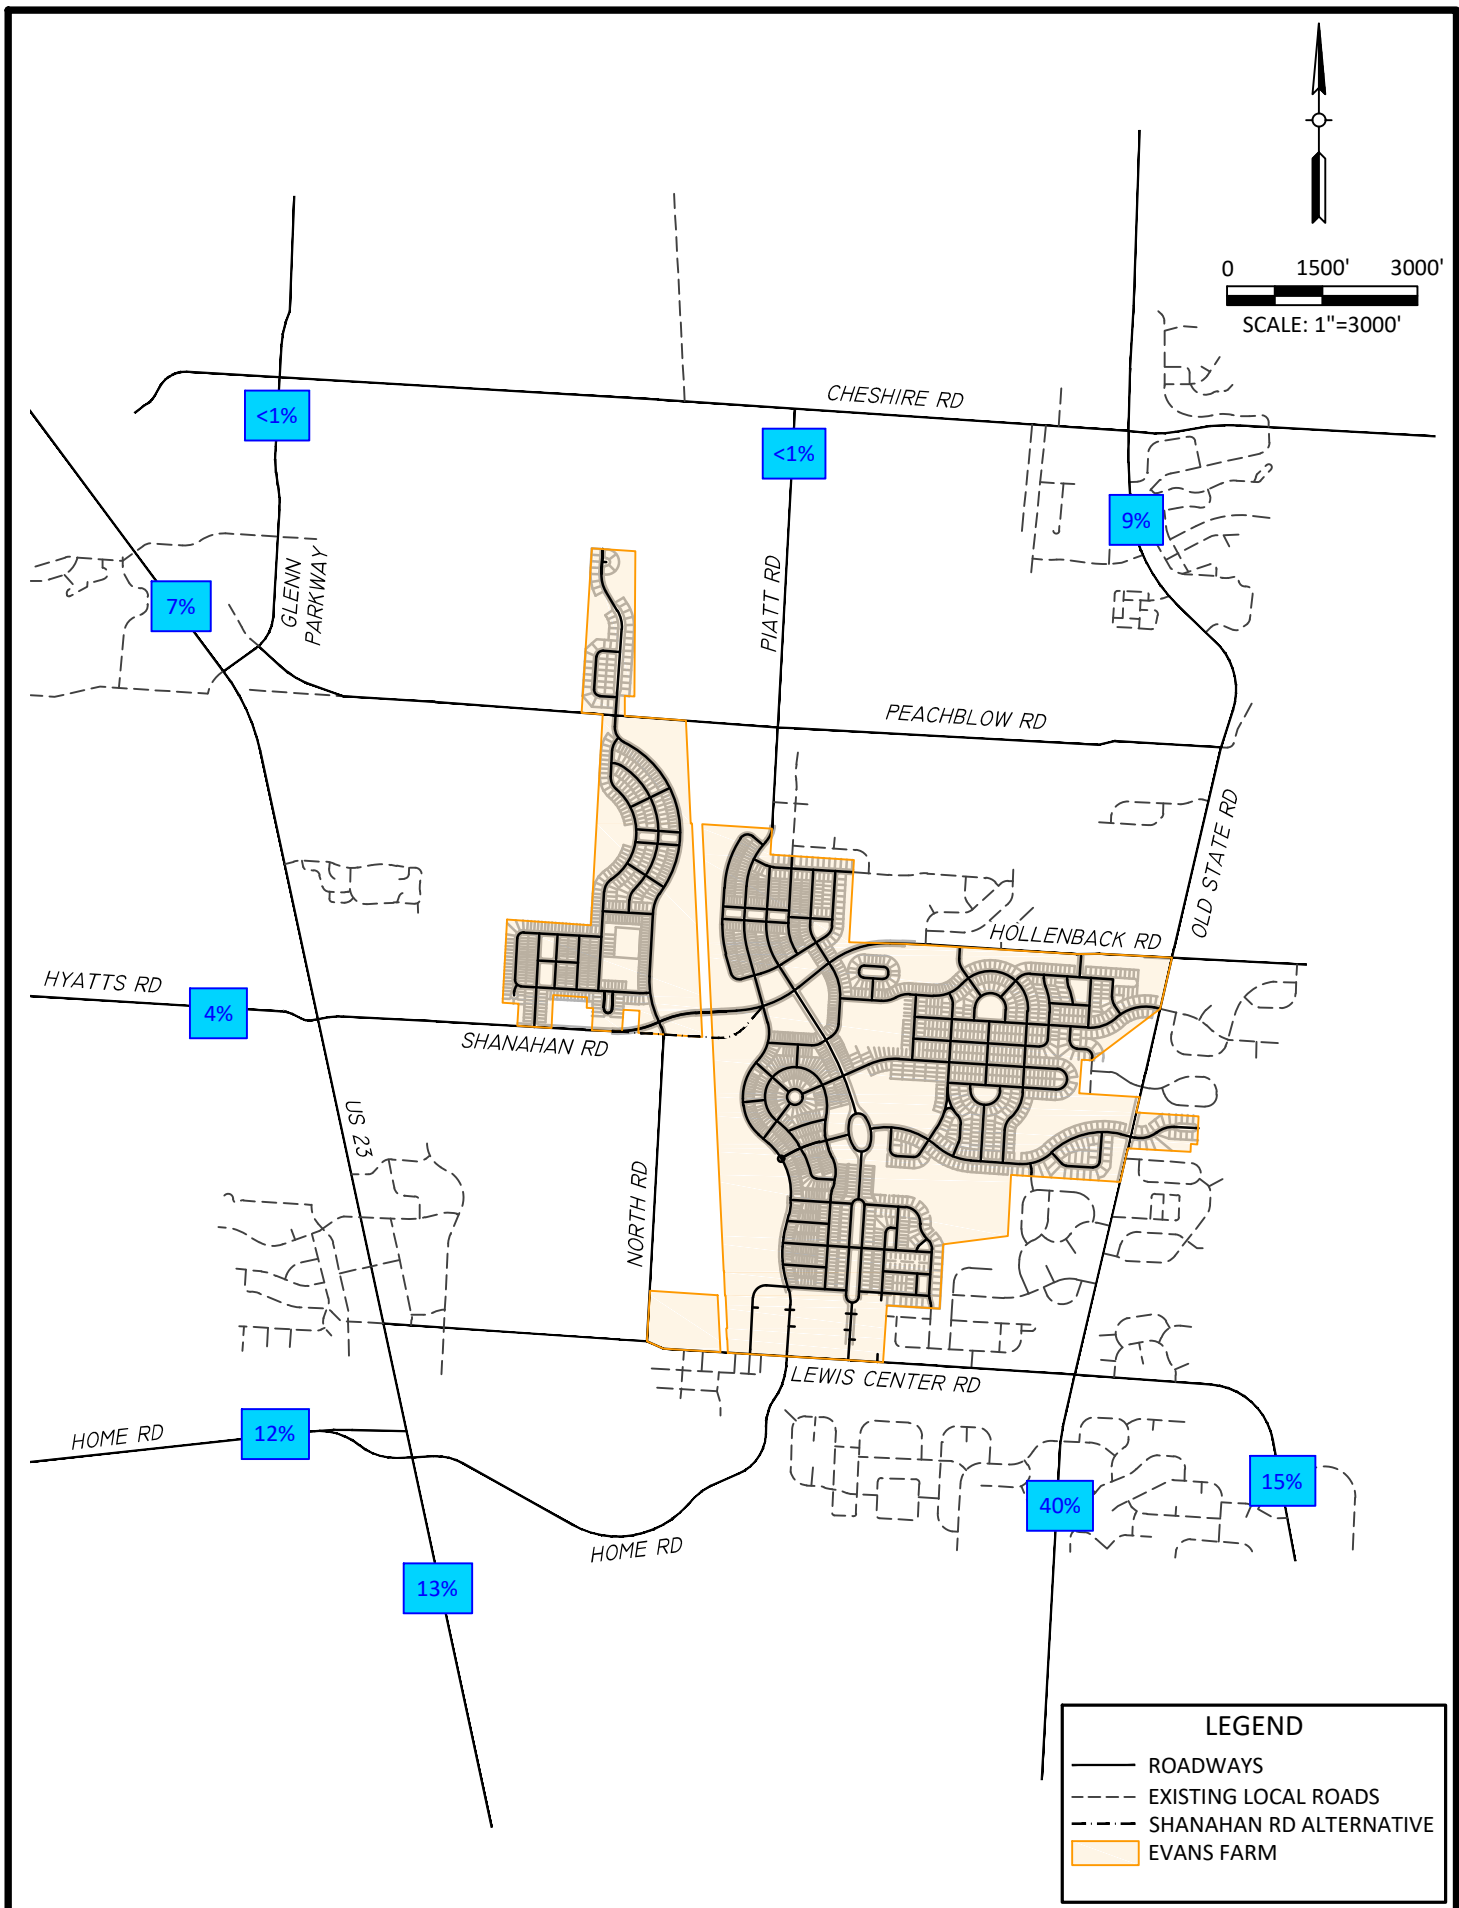 0 1500' 3000'
SCALE: 1"=3000'
CHESHIRE RD
<1%
<1%
9%
GLENN
PARKWAY
PIATT RD
7%
PEACHBLOW RD
OLD STATE RD
HOLLENBACK RD
HYATTS RD
4%
SHANAHAN RD
US 23
NORTH RD
LEWIS CENTER RD
HOME RD
12%
15%
40%
HOME RD
13%
LEGEND
ROADWAYS
EXISTING LOCAL ROADS
SHANAHAN RD ALTERNATIVE
EVANS FARM